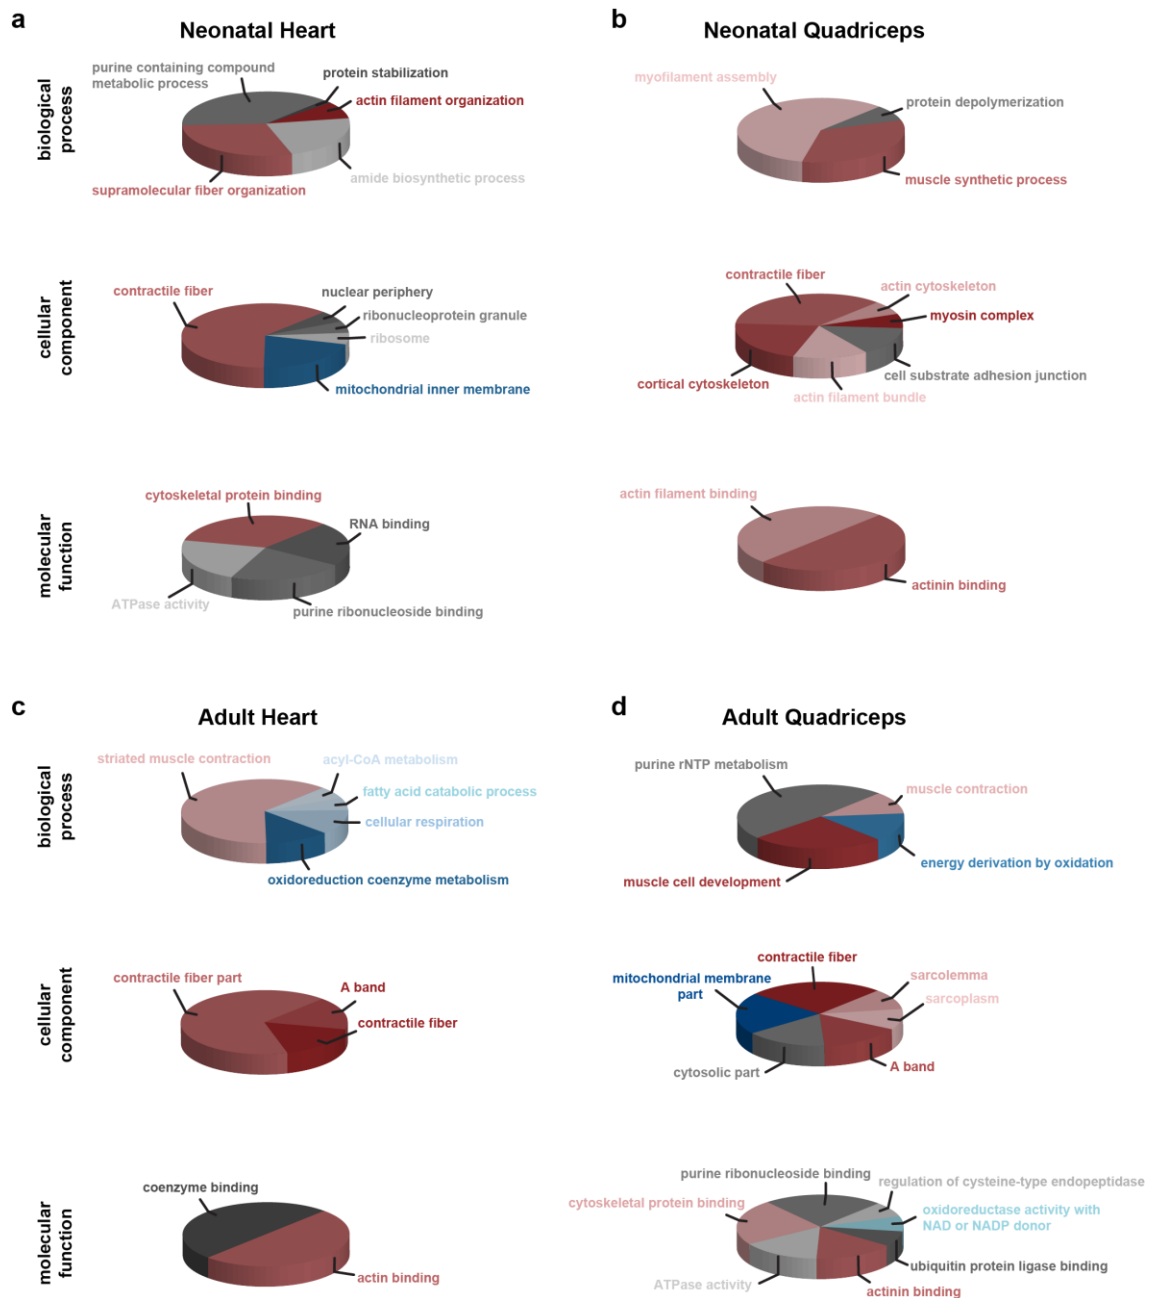 a
Neonatal Heart
biological
process
purine containing compound
metabolic process
protein stabilization
actin filament organization
amide biosynthetic process
supramolecular fiber organization
cellular
component
contractile fiber
nuclear periphery
ribonucleoprotein granule
ribosome
mitochondrial inner membrane
molecular
function
cytoskeletal protein binding
RNA binding
ATPase activity
purine ribonucleoside binding
b
Neonatal Quadriceps
myofilament assembly
protein depolymerization
muscle synthetic process
contractile fiber
actin cytoskeleton
myosin complex
cell substrate adhesion junction
cortical cytoskeleton
actin filament bundle
actin filament binding
actinin binding
c
Adult Heart
biological
process
striated muscle contraction
acyl-CoA metabolism
fatty acid catabolic process
cellular respiration
oxidoreduction coenzyme metabolism
cellular
component
contractile fiber part
A band
contractile fiber
molecular
function
coenzyme binding
actin binding
d
Adult Quadriceps
purine rNTP metabolism
muscle contraction
energy derivation by oxidation
muscle cell development
contractile fiber
mitochondrial membrane
part
sarcolemma
sarcoplasm
A band
cytosolic part
purine ribonucleoside binding
regulation of cysteine-type endopeptidase
cytoskeletal protein binding
oxidoreductase activity with
NAD or NADP donor
ubiquitin protein ligase binding
ATPase activity
actinin binding